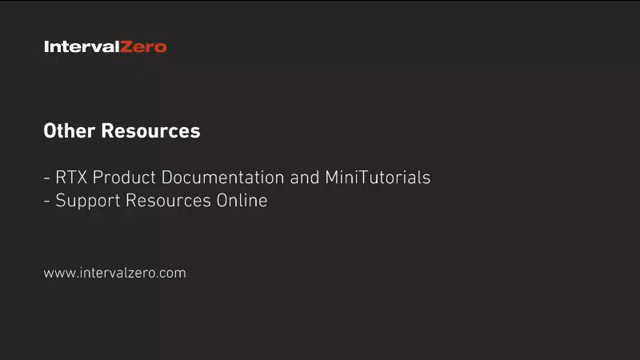 IntervalZero
Other Resources
- RTX Product Documentation and MiniTutorials
- Support Resources Online
www.intervalzero.com